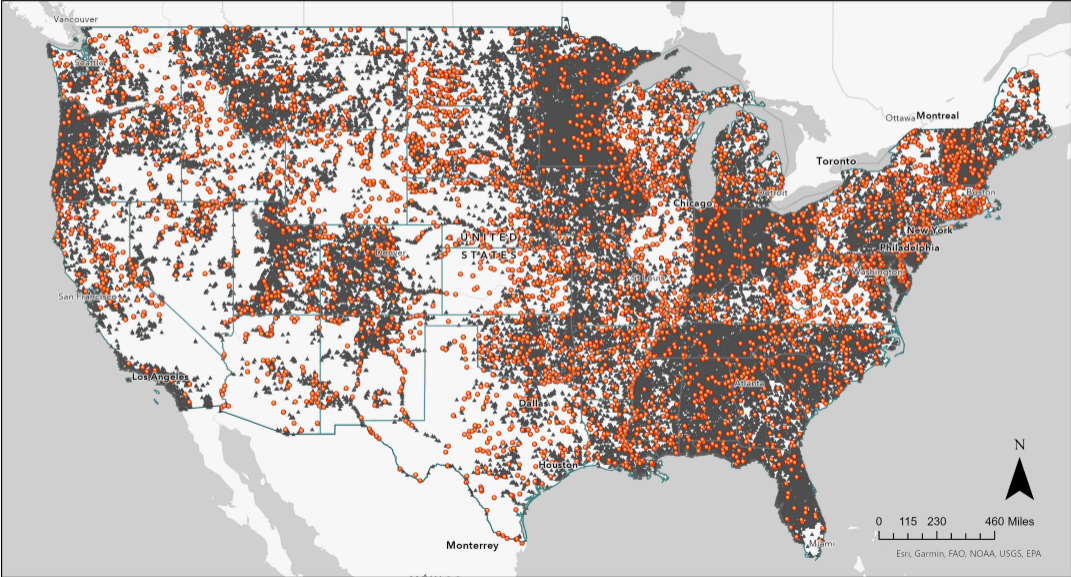 Vancouver
Seattle
Ottawa
Montreal
Toronto
Boston
Detroit
Chicago
New York
Philadelphia
UNITED
STATES
Denver
Washington
St Louis
San Francisco
Los Angeles
Atlanta
Dallas
Houston
N
0 115 230 460 Miles
Miami
Monterrey
Esri, Garmin, FAO, NOAA, USGS, EPA